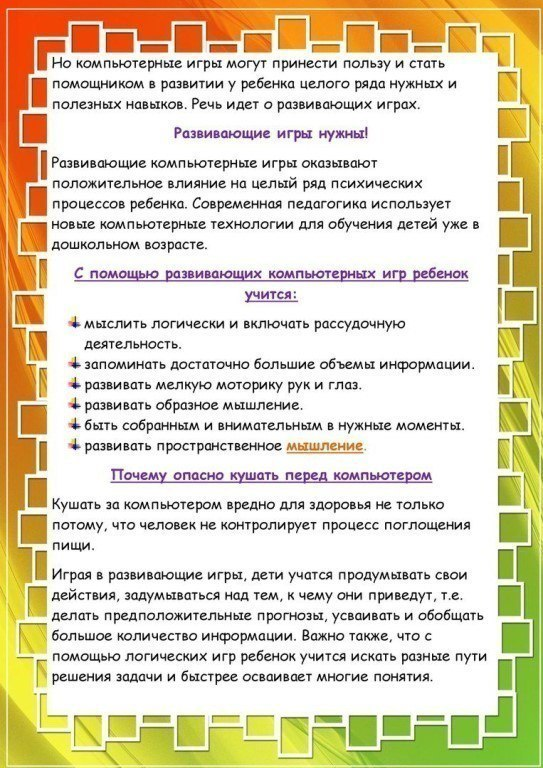 Но компьютерные игры могут принести пользу и стать
помощником в развитии у ребенка целого ряда нужных и
полезных навыков. Речь идет о развивающих играх.
Развивающие игры нужны!
Развивающие компьютерные игры оказывают
положительное влияние на целый ряд психических
процессов ребенка. Современная педагогика использует
новые компьютерные технологии для обучения детей уже в
дошкольном возрасте.
С помощью развивающих компьютерных игр ребенок
учится:
мыслить логически и включать рассудочную
деятельность.
запоминать достаточно большие объемы информации.
развивать мелкую моторику рук и глаз.
развивать образное мышление.
быть собранным и внимательным в нужные моменты.
развивать пространственное мышление.
Почему опасно кушать перед компьютером
Кушать за компьютером вредно для здоровья не только
потому, что человек не контролирует процесс поглощения
пищи.
Играя в развивающие игры, дети учатся продумывать свои
действия, задумываться над тем, к чему они приведут, т.е.
делать предположительные прогнозы, усваивать и обобщать
большое количество информации. Важно также, что с
помощью логических игр ребенок учится искать разные пути
решения задачи и быстрее осваивает многие понятия.